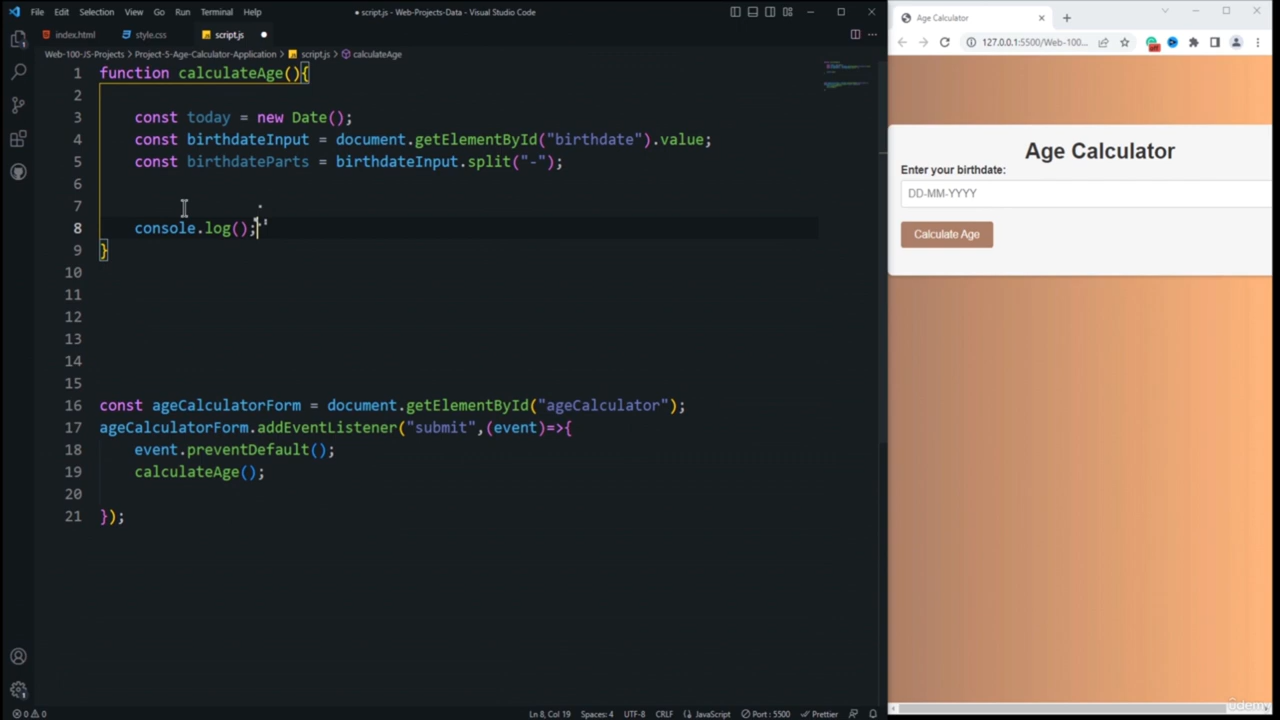 File Edit Selection View Go Run Terminal Help
script.js - Web-Projects-Data - Visual Studio Code
index.html
style.css
script.js
Web-100-JS-Projects > Project-5-Age-Calculator-Application > script.js > calculateAge
1 function calculateAge(){
2
3 const today = new Date();
4 const birthdateInput = document.getElementById("birthdate").value;
5 const birthdateParts = birthdateInput.split("-");
6
7
8 console.log();
9 }
10
11
12
13
14
15
16 const ageCalculatorForm = document.getElementById("ageCalculator");
17 ageCalculatorForm.addEventListener("submit",(event)=>{
18 event.preventDefault();
19 calculateAge();
20
21 });
0 0
Ln 8, Col 19
Spaces: 4
UTF-8
CRLF
JavaScript
Port : 5500
Prettier
Age Calculator
127.0.0.1:5500/Web-100...
Age Calculator
Enter your birthdate:
DD-MM-YYYY
Calculate Age